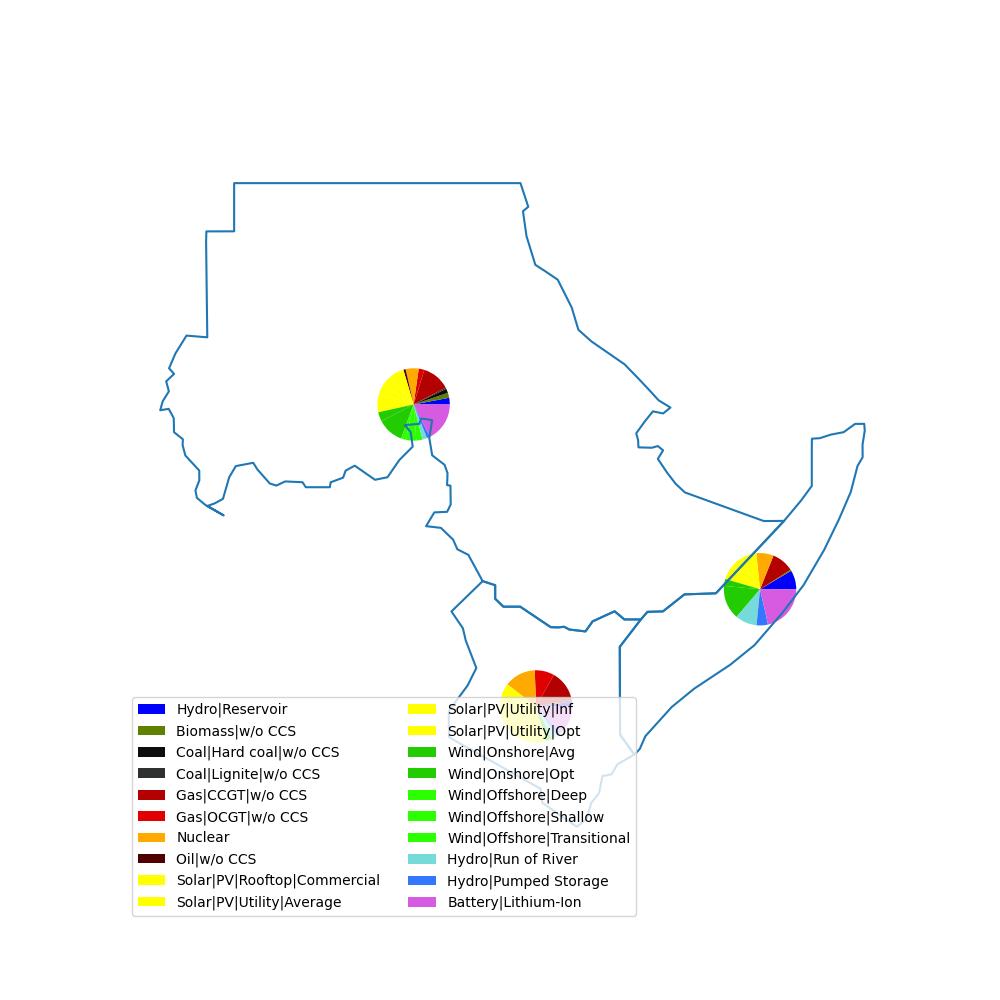 Hydro|Reservoir
Biomass|w/o CCS
Coal|Hard coal|w/o CCS
Coal|Lignite|w/o CCS
Gas|CCGT|w/o CCS
Gas|OCGT|w/o CCS
Nuclear
Oil|w/o CCS
Solar|PV|Rooftop|Commercial
Solar|PV|Utility|Average
Solar|PV|Utility|Inf
Solar|PV|Utility|Opt
Wind|Onshore|Avg
Wind|Onshore|Opt
Wind|Offshore|Deep
Wind|Offshore|Shallow
Wind|Offshore|Transitional
Hydro|Run of River
Hydro|Pumped Storage
Battery|Lithium-Ion